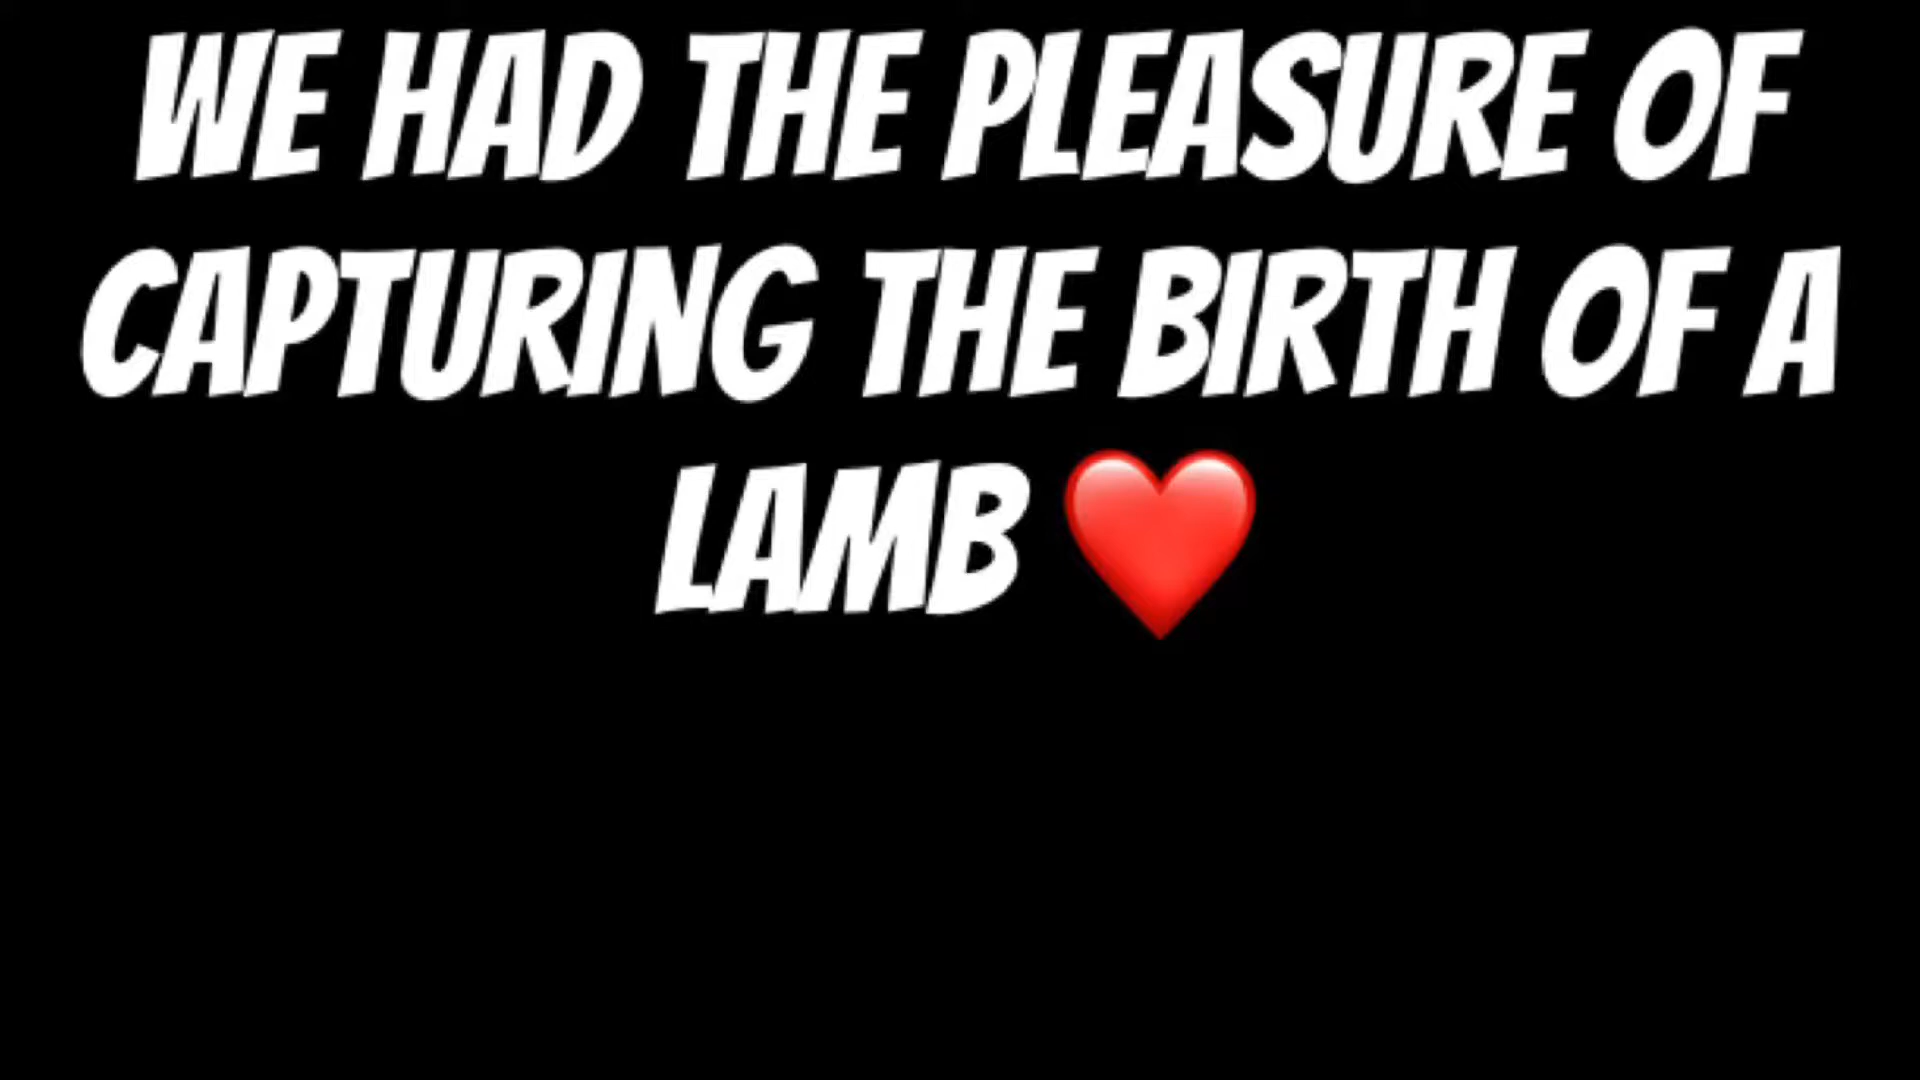 WE HAD THE PLEASURE OF
CAPTURING THE BIRTH OF A
LAMB ❤️